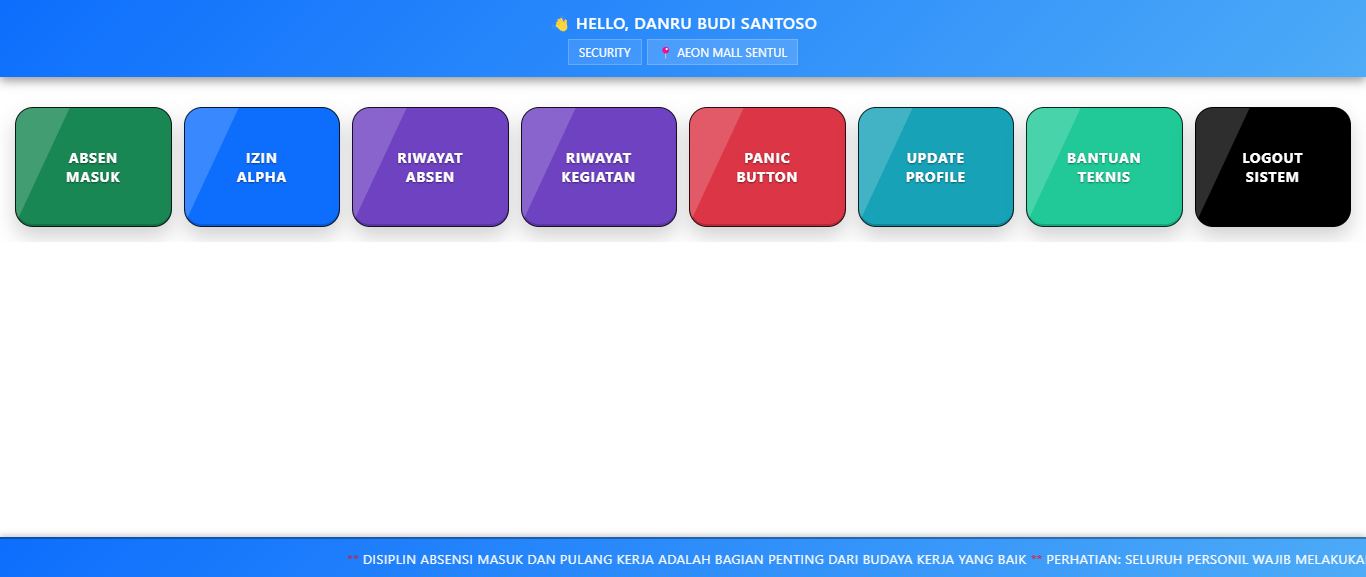 👋 HELLO, DANRU BUDI SANTOSO
SECURITY
📍 AEON MALL SENTUL
ABSEN
MASUK
IZIN
ALPHA
RIWAYAT
ABSEN
RIWAYAT
KEGIATAN
PANIC
BUTTON
UPDATE
PROFILE
BANTUAN
TEKNIS
LOGOUT
SISTEM
** DISIPLIN ABSENSI MASUK DAN PULANG KERJA ADALAH BAGIAN PENTING DARI BUDAYA KERJA YANG BAIK ** PERHATIAN: SELURUH PERSONIL WAJIB MELAKUKA